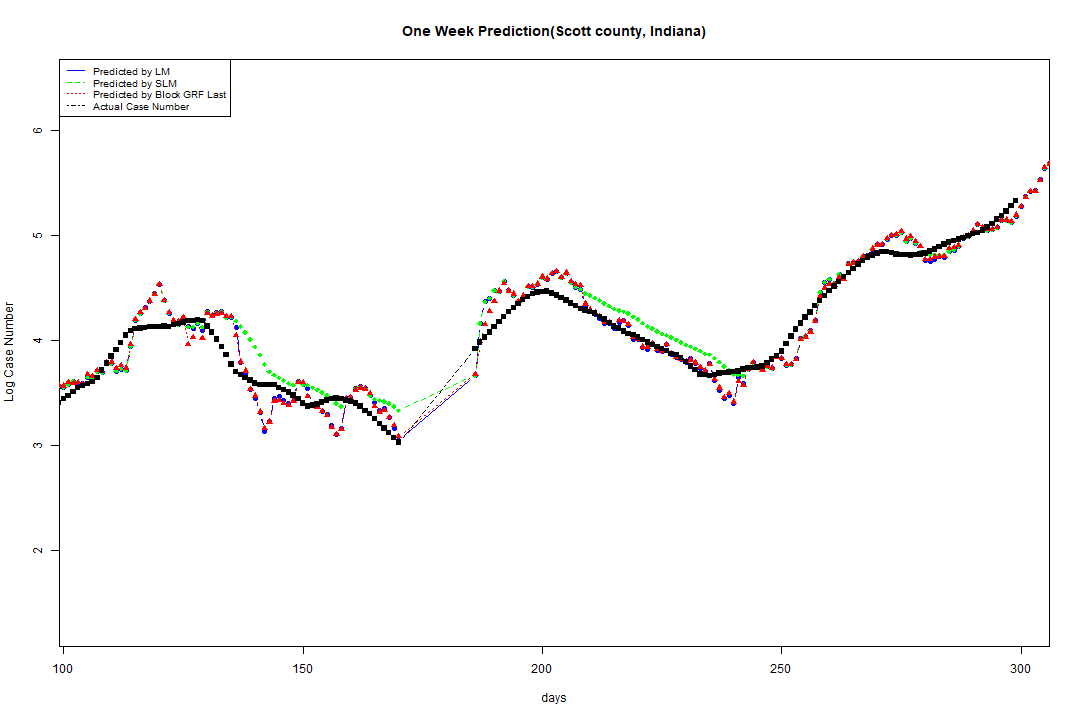 One Week Prediction(Scott county, Indiana)
Predicted by LM
Predicted by SLM
Predicted by Block GRF Last
Actual Case Number
Log Case Number
6
5
4
3
2
100 150 200 250 300
days